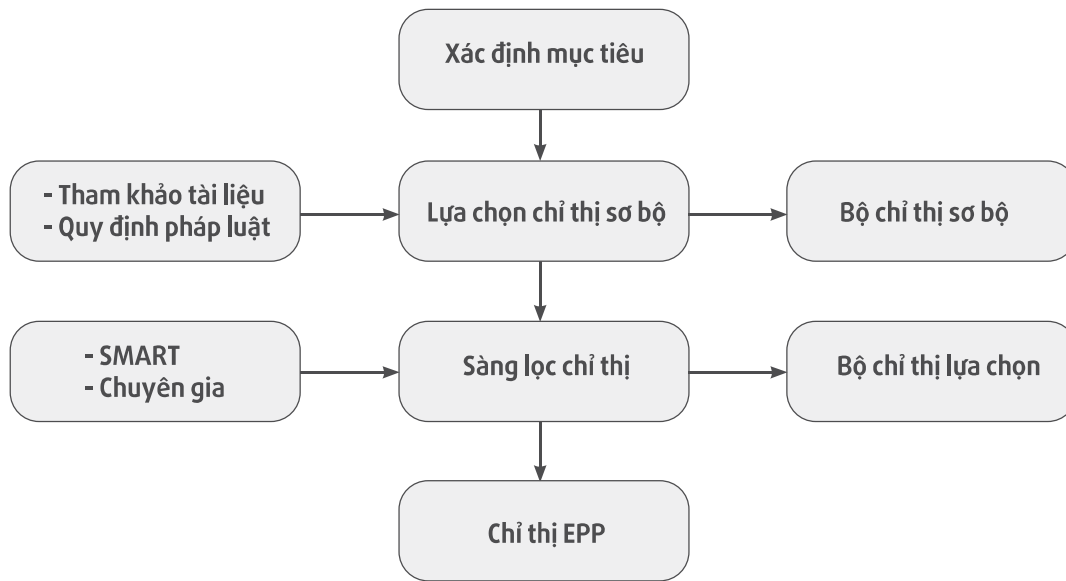 Xác định mục tiêu
- Tham khảo tài liệu
- Quy định pháp luật
Lựa chọn chỉ thị sơ bộ
Bộ chỉ thị sơ bộ
- SMART
- Chuyên gia
Sàng lọc chỉ thị
Bộ chỉ thị lựa chọn
Chỉ thị EPP